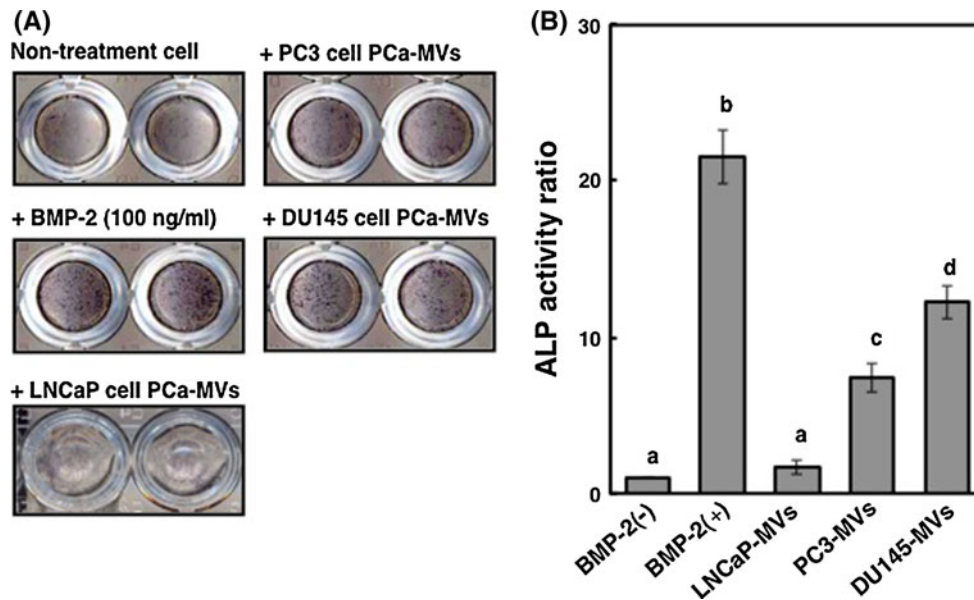 (A)
Non-treatment cell
+ PC3 cell PCa-MVs
+ BMP-2 (100 ng/ml)
+ DU145 cell PCa-MVs
+ LNCaP cell PCa-MVs
(B)
ALP activity ratio
30
20
10
0
a
b
a
c
d
BMP-2(-)
BMP-2(+)
LNCaP-MVs
PC3-MVs
DU145-MVs